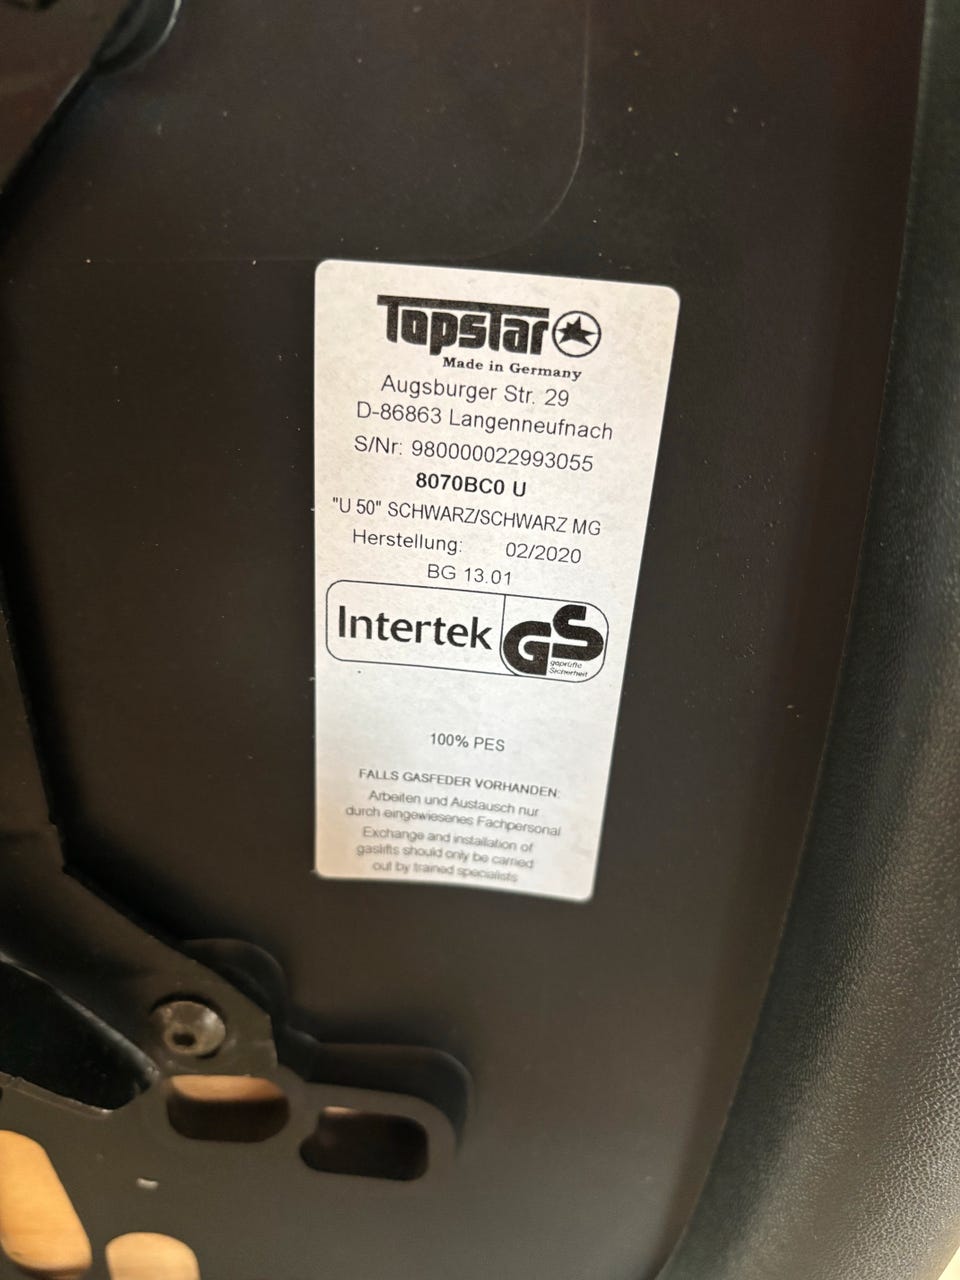 Topstar
Made in Germany
Augsburger Str. 29
D-86863 Langenneufnach
S/Nr: 980000022993055
8070BC0 U
"U 50" SCHWARZ/SCHWARZ MG
Herstellung: 02/2020
BG 13.01
Intertek GS
geprüfte
Sicherheit
100% PES
FALLS GASFEDER VORHANDEN:
Arbeiten und Austausch nur
durch eingewiesenes Fachpersonal
Exchange and installation of
gaslifts should only be carried
out by trained specialists